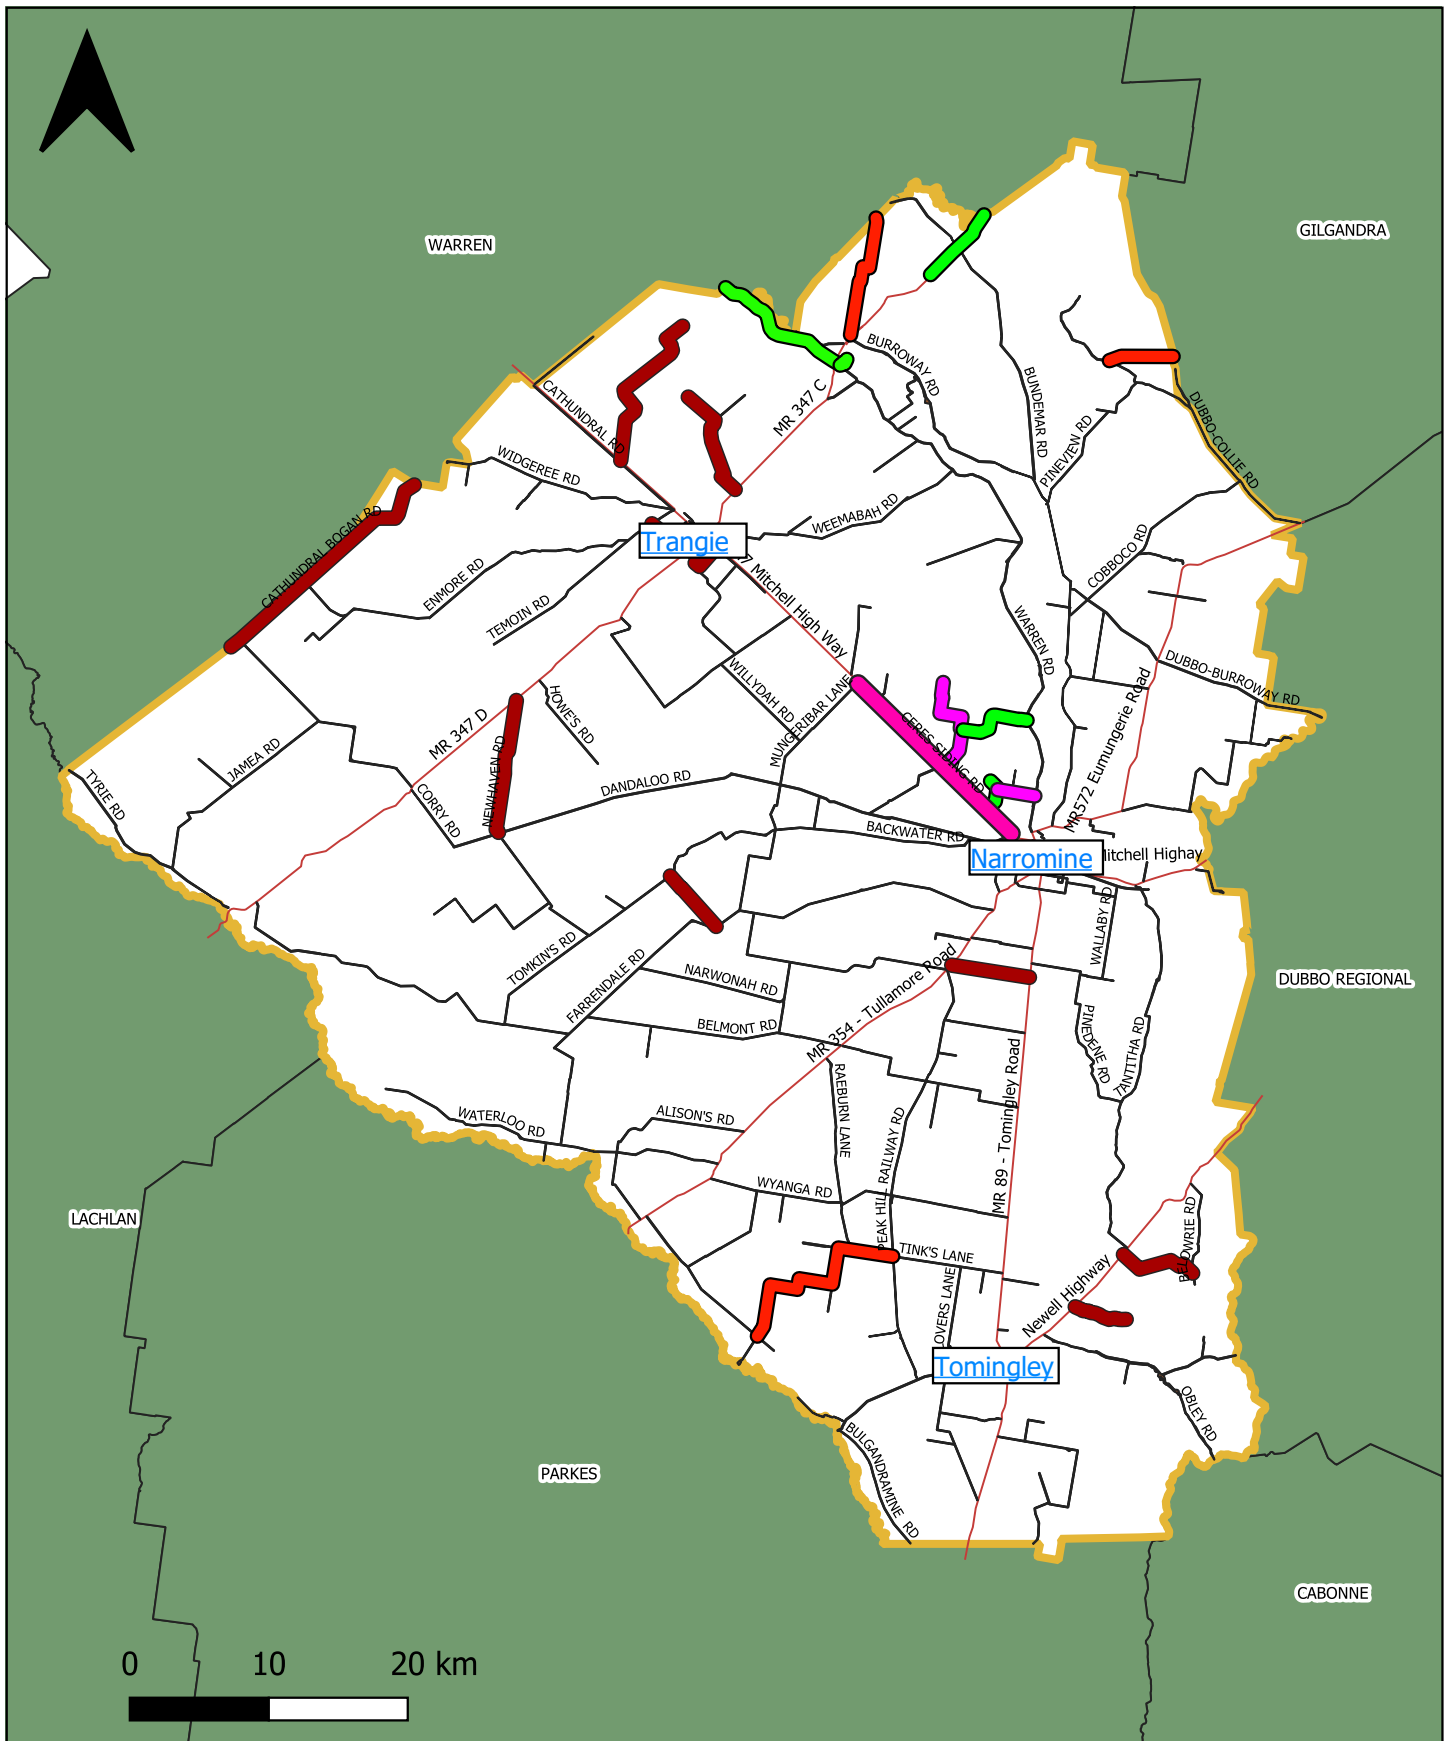 GILGANDRA
WARREN
BURROWAY RD
BUNDEMAR RD
CATHUNDRAL RD
MR 347 C
DUBBO-COLLIE RD
PINEVIEW RD
WIDGEREE RD
WEEMABAH RD
CATHUNDRAL BOGAN RD
Trangie
COBBOCO RD
ENMORE RD
7 Mitchell High Way
TEMOIN RD
WARREN RD
DUBBO-BURROWAY RD
WILLYDAH RD
MUNGERIBAR LANE
HOWE'S RD
MR 347 D
CERES SIDING RD
MR572 Eumungerie Road
JAMEA RD
TYRIE RD
NEWHAVEN RD
DANDALOO RD
CORRY RD
BACKWATER RD
Narromine
Mitchell Highay
WALLABY RD
TOMKIN'S RD
FARRENDALE RD
NARWONAH RD
DUBBO REGIONAL
MR 354 - Tullamore Road
BELMONT RD
PINEDENE RD
TANTITHA RD
RAEBURN LANE
MR 89 - Tomingley Road
WATERLOO RD
ALISON'S RD
PEAK HILL RAILWAY RD
WYANGA RD
LACHLAN
BELOWRIE RD
TINK'S LANE
Newell Highway
OVERS LANE
Tomingley
OBLEY RD
BULGANDRAMINE RD
PARKES
CABONNE
0 10 20 km